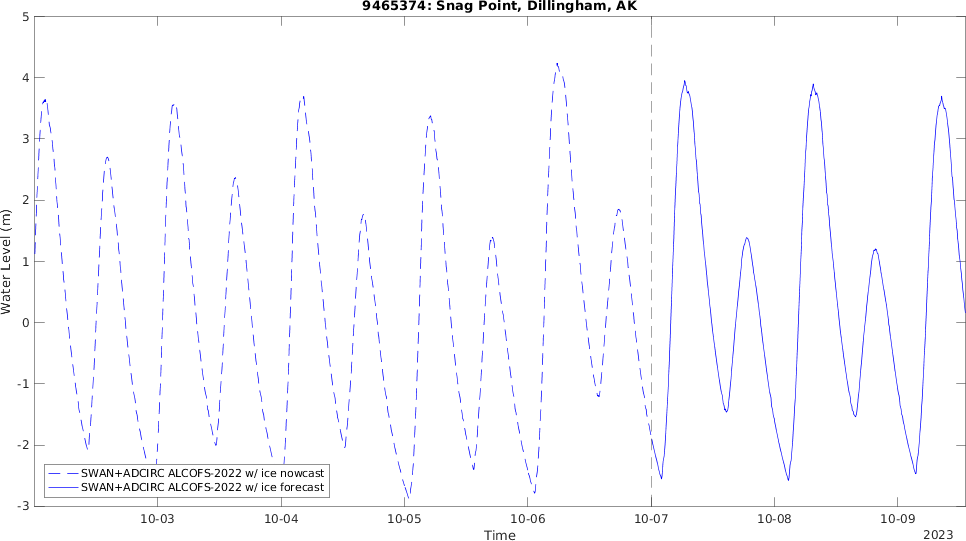 9465374: Snag Point, Dillingham, AK
Water Level (m)
5
4
3
2
1
0
-1
-2
-3
SWAN+ADCIRC ALCOFS-2022 w/ ice nowcast
SWAN+ADCIRC ALCOFS-2022 w/ ice forecast
10-03 10-04 10-05 10-06 10-07 10-08 10-09
Time
2023